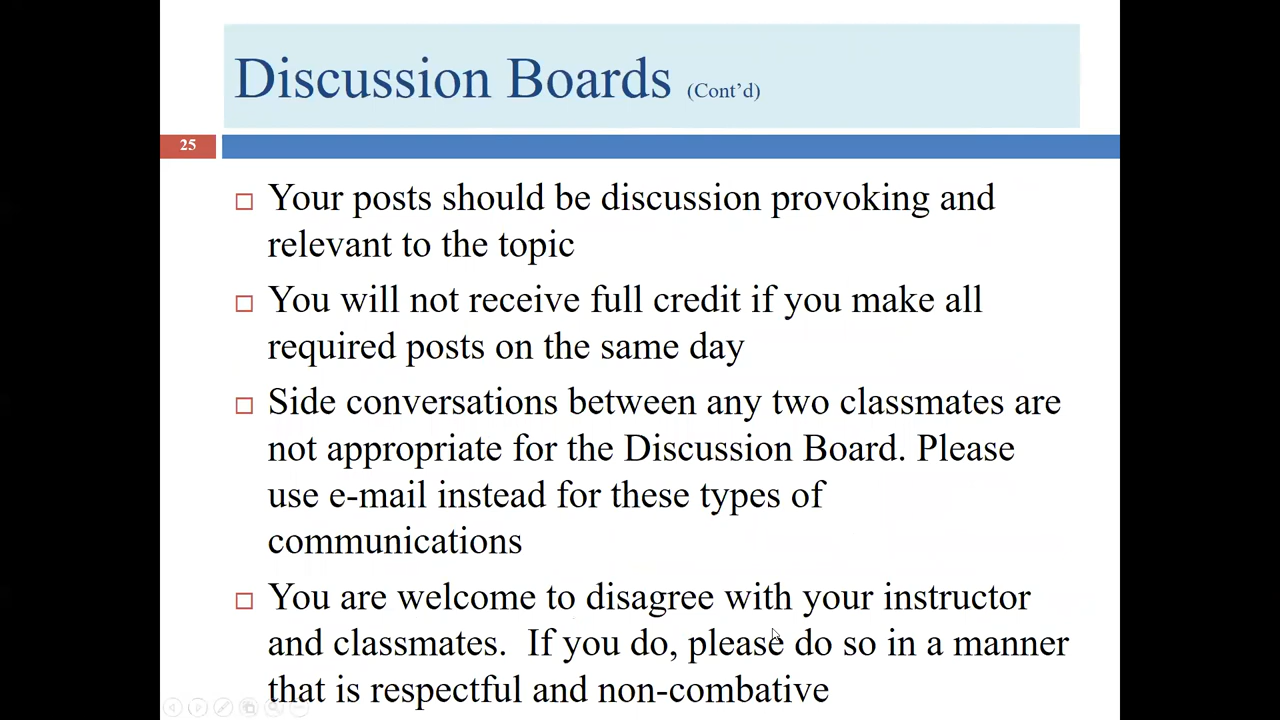 Discussion Boards (Cont’d)
25
Your posts should be discussion provoking and
relevant to the topic
You will not receive full credit if you make all
required posts on the same day
Side conversations between any two classmates are
not appropriate for the Discussion Board. Please
use e-mail instead for these types of
communications
You are welcome to disagree with your instructor
and classmates.  If you do, please do so in a manner
that is respectful and non-combative